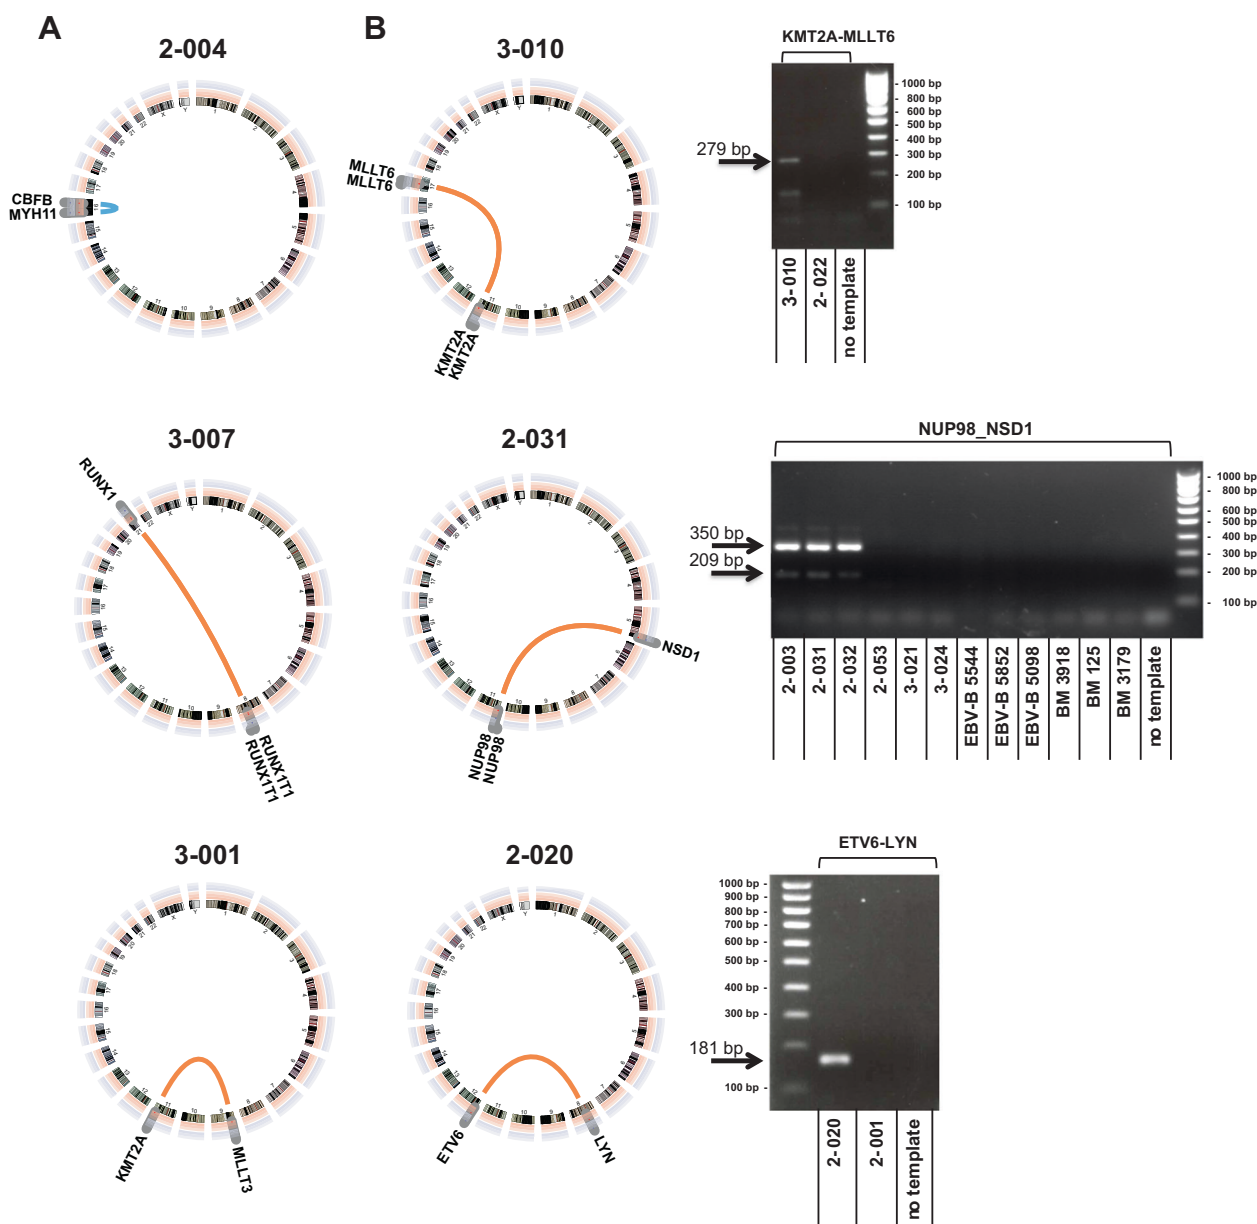 A
B
2-004
CBFB
MYH11
3-010
MLLT6
MLLT6
KMT2A
KMT2A
KMT2A-MLLT6
1000 bp
800 bp
600 bp
500 bp
400 bp
300 bp
200 bp
100 bp
279 bp
3-010
2-022
no template
3-007
RUNX1
RUNX1T1
RUNX1T1
2-031
NSD1
NUP98
NUP98
NUP98_NSD1
1000 bp
800 bp
600 bp
500 bp
400 bp
300 bp
200 bp
100 bp
350 bp
209 bp
2-003
2-031
2-032
2-053
3-021
3-024
EBV-B 5544
EBV-B 5852
EBV-B 5098
BM 3918
BM 125
BM 3179
no template
3-001
KMT2A
MLLT3
2-020
ETV6
LYN
ETV6-LYN
1000 bp -
900 bp -
800 bp -
700 bp -
600 bp -
500 bp -
400 bp -
300 bp -
200 bp -
100 bp -
181 bp
2-020
2-001
no template